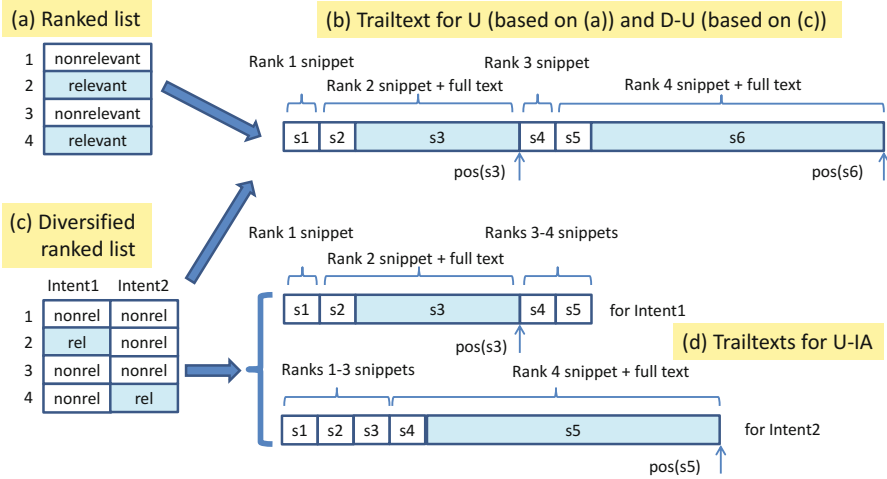 (a) Ranked list
1 nonrelevant
2 relevant
3 nonrelevant
4 relevant
(b) Trailtext for U (based on (a)) and D-U (based on (c))
Rank 1 snippet
Rank 3 snippet
Rank 2 snippet + full text
Rank 4 snippet + full text
s1 s2 s3 s4 s5 s6
pos(s3)
pos(s6)
(c) Diversified
ranked list
Intent1 Intent2
1 nonrel nonrel
2 rel nonrel
3 nonrel nonrel
4 nonrel rel
Rank 1 snippet
Ranks 3-4 snippets
Rank 2 snippet + full text
s1 s2 s3 s4 s5
for Intent1
pos(s3)
(d) Trailtexts for U-IA
Ranks 1-3 snippets
Rank 4 snippet + full text
s1 s2 s3 s4 s5
for Intent2
pos(s5)